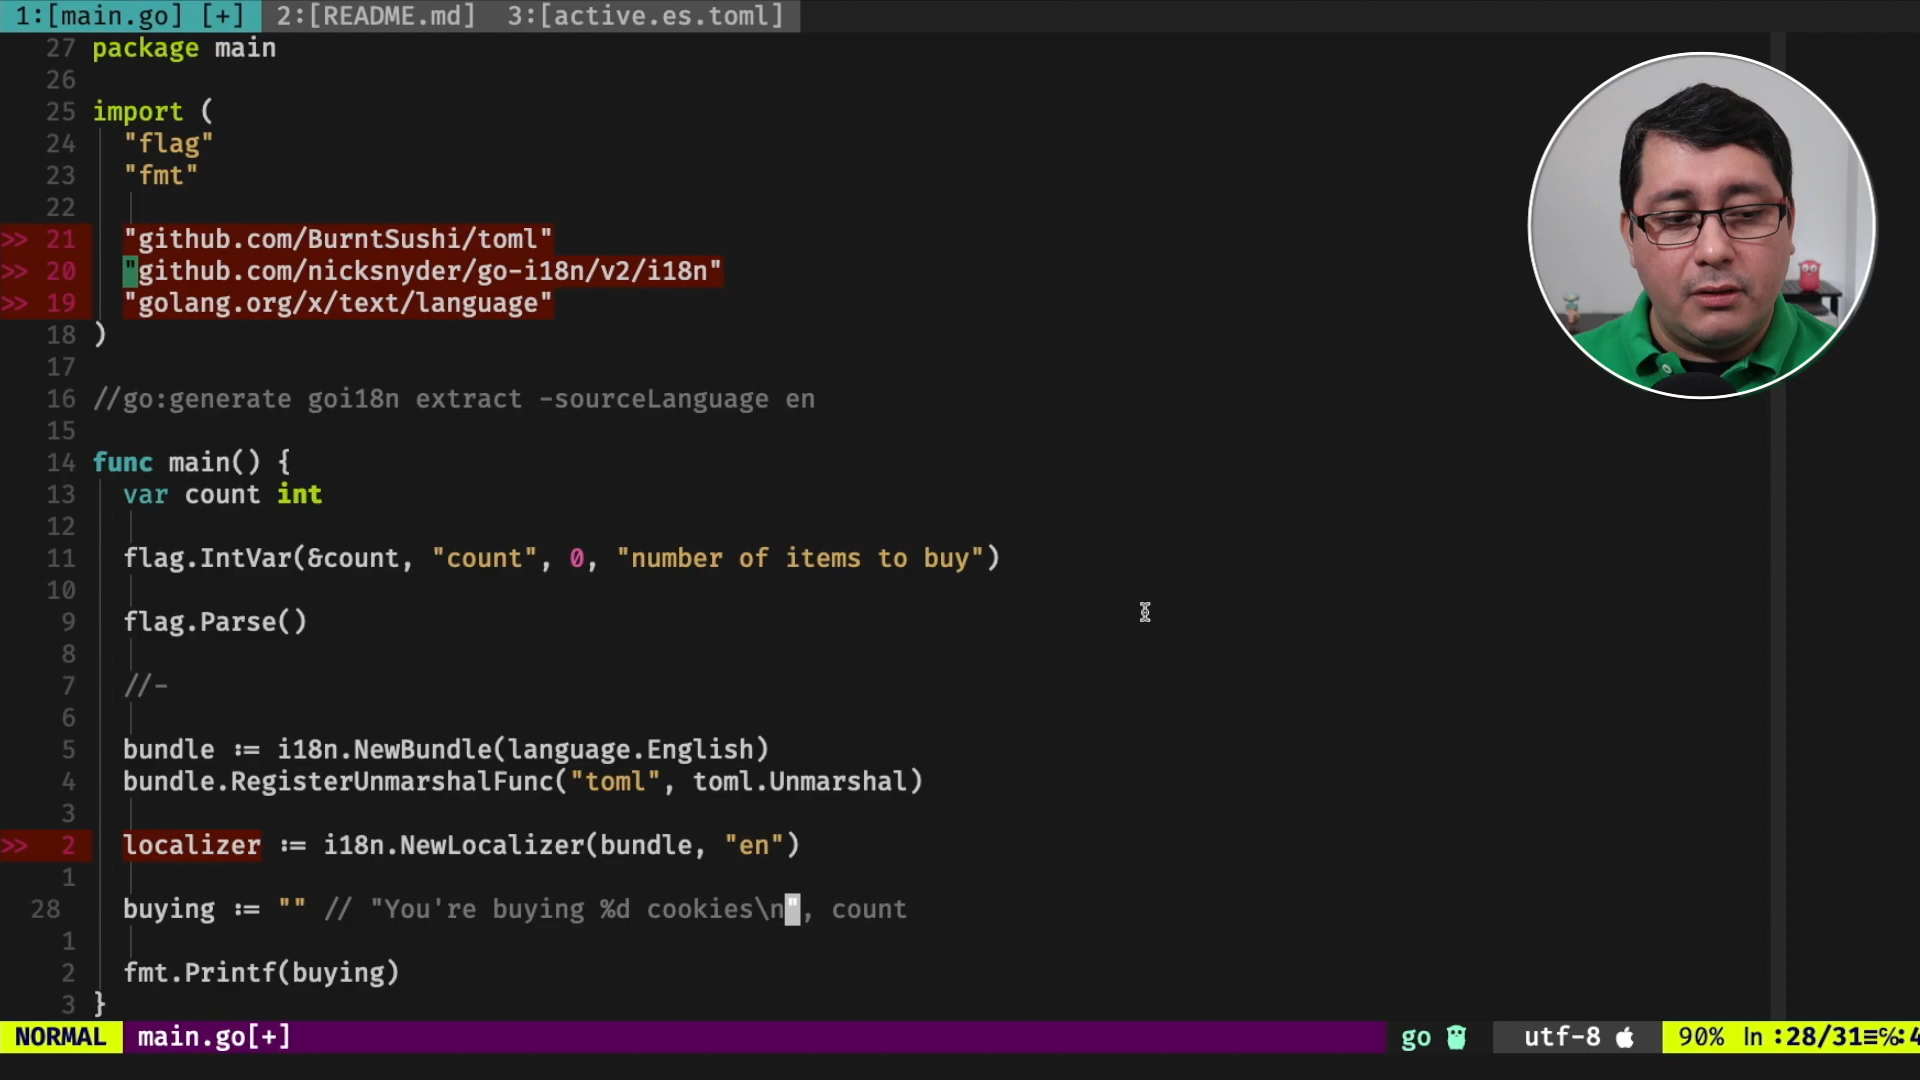 1:[main.go] [+] 2:[README.md] 3:[active.es.toml]
27 package main
26
25 import (
24 "flag"
23 "fmt"
22
>> 21 "github.com/BurntSushi/toml"
>> 20 "github.com/nicksnyder/go-i18n/v2/i18n"
>> 19 "golang.org/x/text/language"
18 )
17
16 //go:generate goi18n extract -sourceLanguage en
15
14 func main() {
13 var count int
12
11 flag.IntVar(&count, "count", 0, "number of items to buy")
10
9 flag.Parse()
8
7 //-
6
5 bundle := i18n.NewBundle(language.English)
4 bundle.RegisterUnmarshalFunc("toml", toml.Unmarshal)
3
>> 2 localizer := i18n.NewLocalizer(bundle, "en")
1
28 buying := "" // "You're buying %d cookies\n", count
1
2 fmt.Printf(buying)
3 }
NORMAL main.go[+] go utf-8 90% ln :28/31≡℅:4